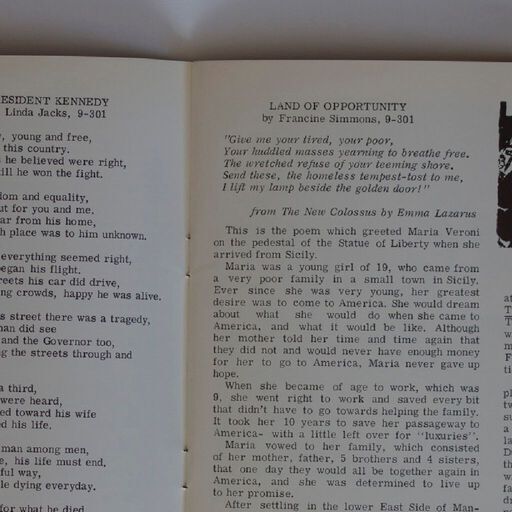 ESIDENT KENNEDY
Linda Jacks, 9-301
, young and free,
this country.
he believed were right,
ill he won the fight.
dom and equality,
ut for you and me.
ar from his home,
h place was to him unknown.
everything seemed right,
egan his flight.
reets his car did drive,
ng crowds, happy he was alive.
s street there was a tragedy,
man did see
and the Governor too,
ng the streets through and
a third,
were heard,
ed toward his wife
ed his life.
man among men,
e, his life must end.
ful way,
le dying everyday.
for what he died
LAND OF OPPORTUNITY
by Francine Simmons, 9-301
"Give me your tired, your poor,
Your huddled masses yearning to breathe free.
The wretched refuse of your teeming shore.
Send these, the homeless tempest-tost to me,
I lift my lamp beside the golden door!"
from The New Colossus by Emma Lazarus
This is the poem which greeted Maria Veroni
on the pedestal of the Statue of Liberty when she
arrived from Sicily.
Maria was a young girl of 19, who came from
a very poor family in a small town in Sicily.
Ever since she was very young, her greatest
desire was to come to America. She would dream
about what she would do when she came to
America, and what it would be like. Although
her mother told her time and time again that
they did not and would never have enough money
for her to go to America, Maria never gave up
hope.
When she became of age to work, which was
9, she went right to work and saved every bit
that didn't have to go towards helping the family.
It took her 10 years to save her passageway to
America- with a little left over for "luxuries".
Maria vowed to her family, which consisted
of her mother, father, 5 brothers and 4 sisters,
that one day they would all be together again in
America, and she was determined to live up
to her promise.
After settling in the lower East Side of Man-